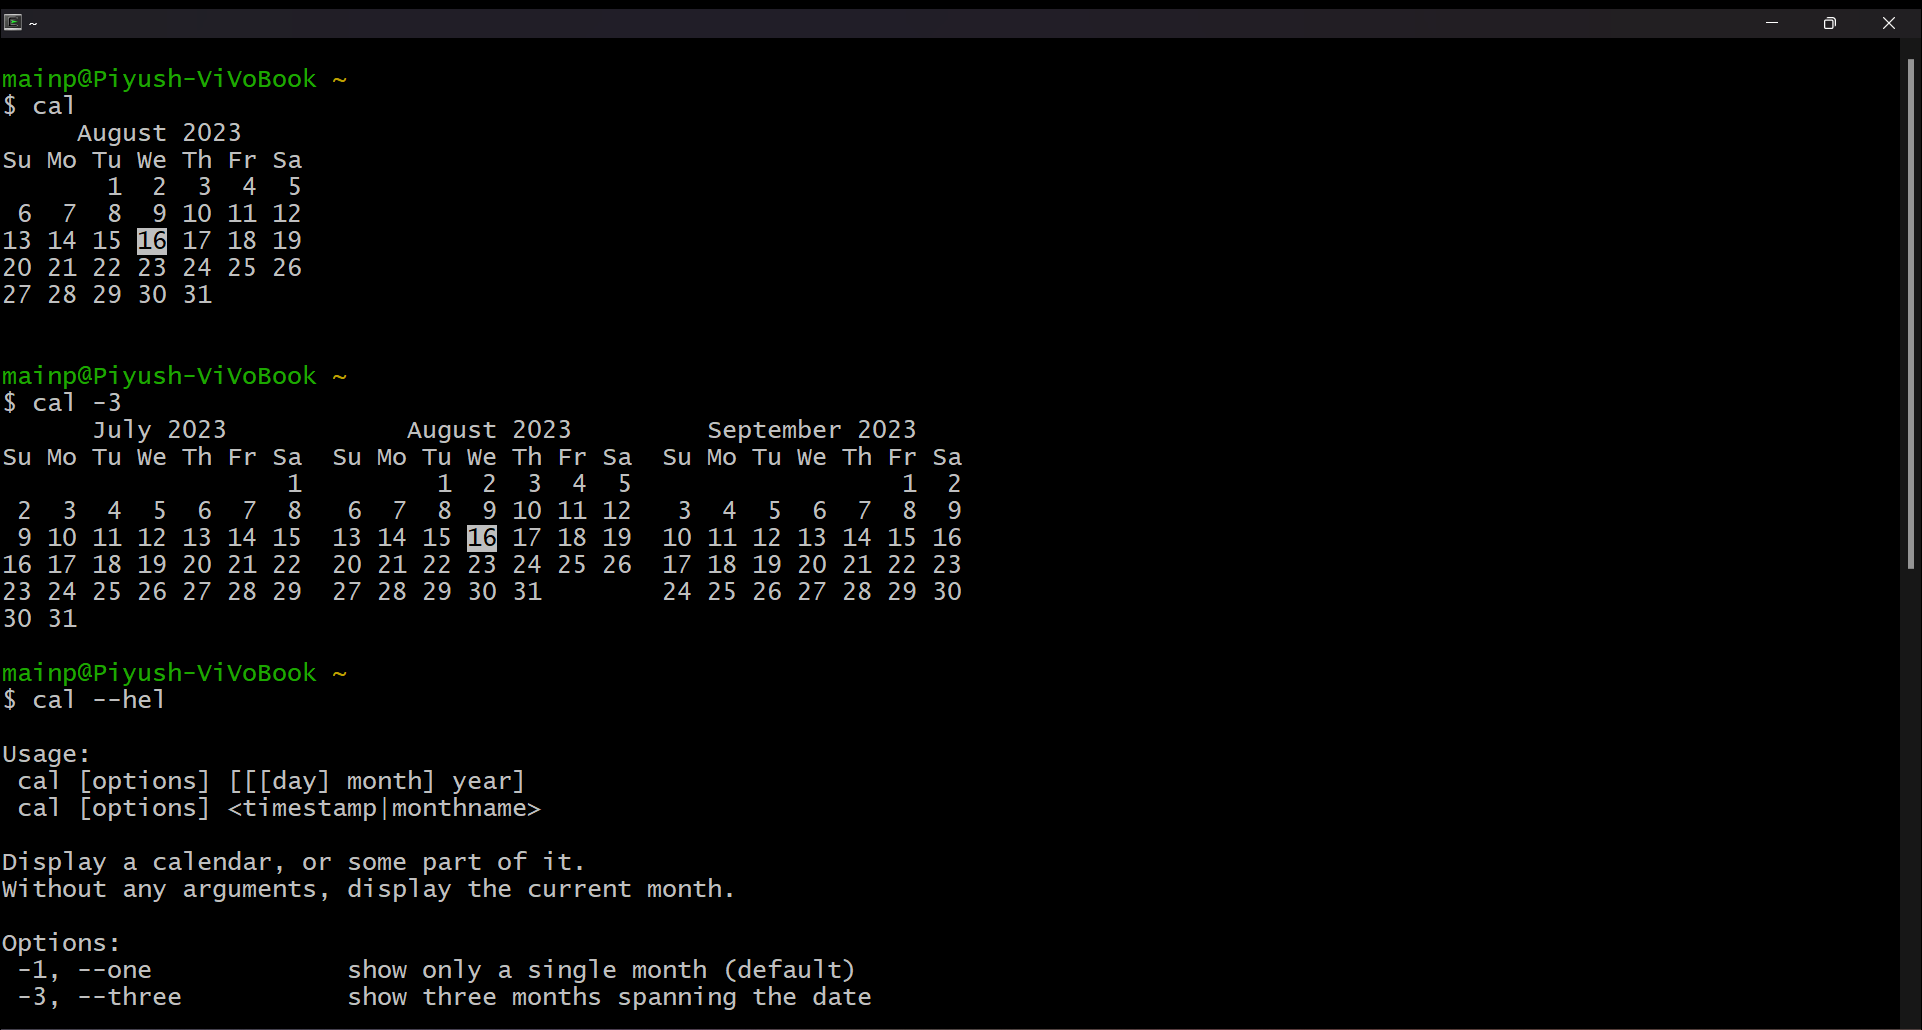 ~
mainp@Piyush-ViVoBook ~
$ cal
     August 2023
Su Mo Tu We Th Fr Sa
       1  2  3  4  5
 6  7  8  9 10 11 12
13 14 15 16 17 18 19
20 21 22 23 24 25 26
27 28 29 30 31
mainp@Piyush-ViVoBook ~
$ cal -3
      July 2023            August 2023         September 2023
Su Mo Tu We Th Fr Sa  Su Mo Tu We Th Fr Sa  Su Mo Tu We Th Fr Sa
                   1         1  2  3  4  5                  1  2
 2  3  4  5  6  7  8   6  7  8  9 10 11 12   3  4  5  6  7  8  9
 9 10 11 12 13 14 15  13 14 15 16 17 18 19  10 11 12 13 14 15 16
16 17 18 19 20 21 22  20 21 22 23 24 25 26  17 18 19 20 21 22 23
23 24 25 26 27 28 29  27 28 29 30 31        24 25 26 27 28 29 30
30 31
mainp@Piyush-ViVoBook ~
$ cal --hel
Usage:
 cal [options] [[[day] month] year]
 cal [options] <timestamp|monthname>
Display a calendar, or some part of it.
Without any arguments, display the current month.
Options:
 -1, --one             show only a single month (default)
 -3, --three           show three months spanning the date